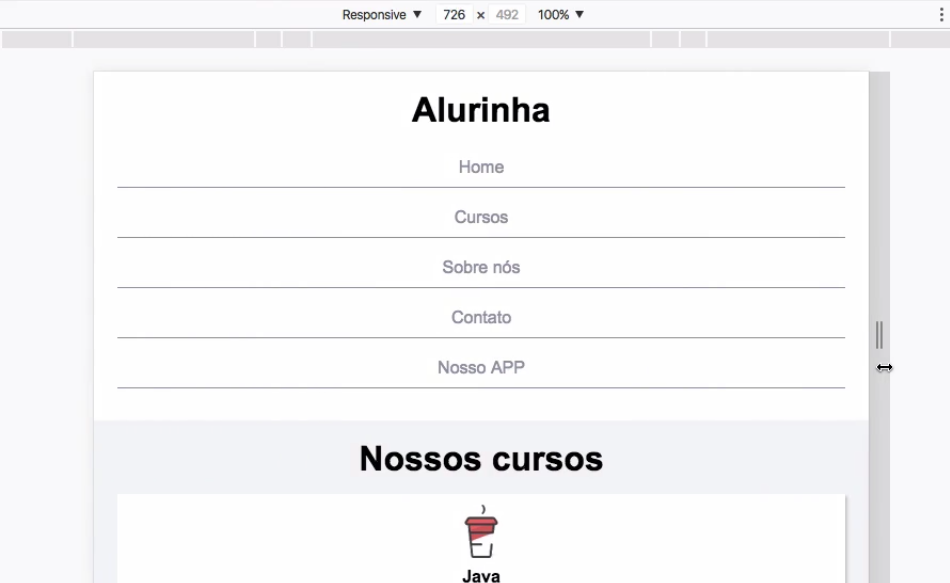 Responsive ▼ 726 × 492 100% ▼
Alurinha
Home
Cursos
Sobre nós
Contato
Nosso APP
Nossos cursos
Java